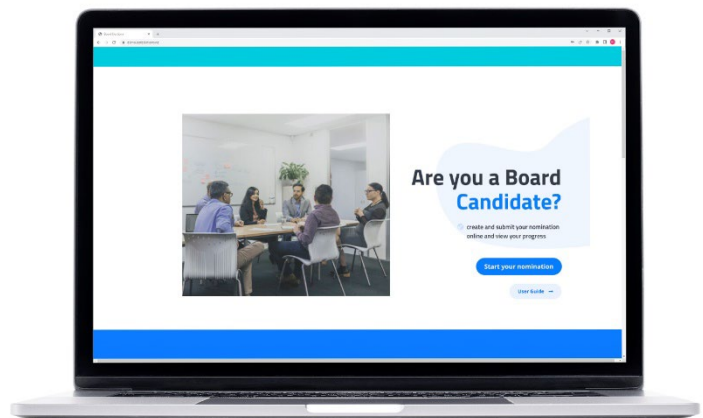 Are you a Board
Candidate?
create and submit your nomination
online and view your progress
Start your nomination
User Guide →